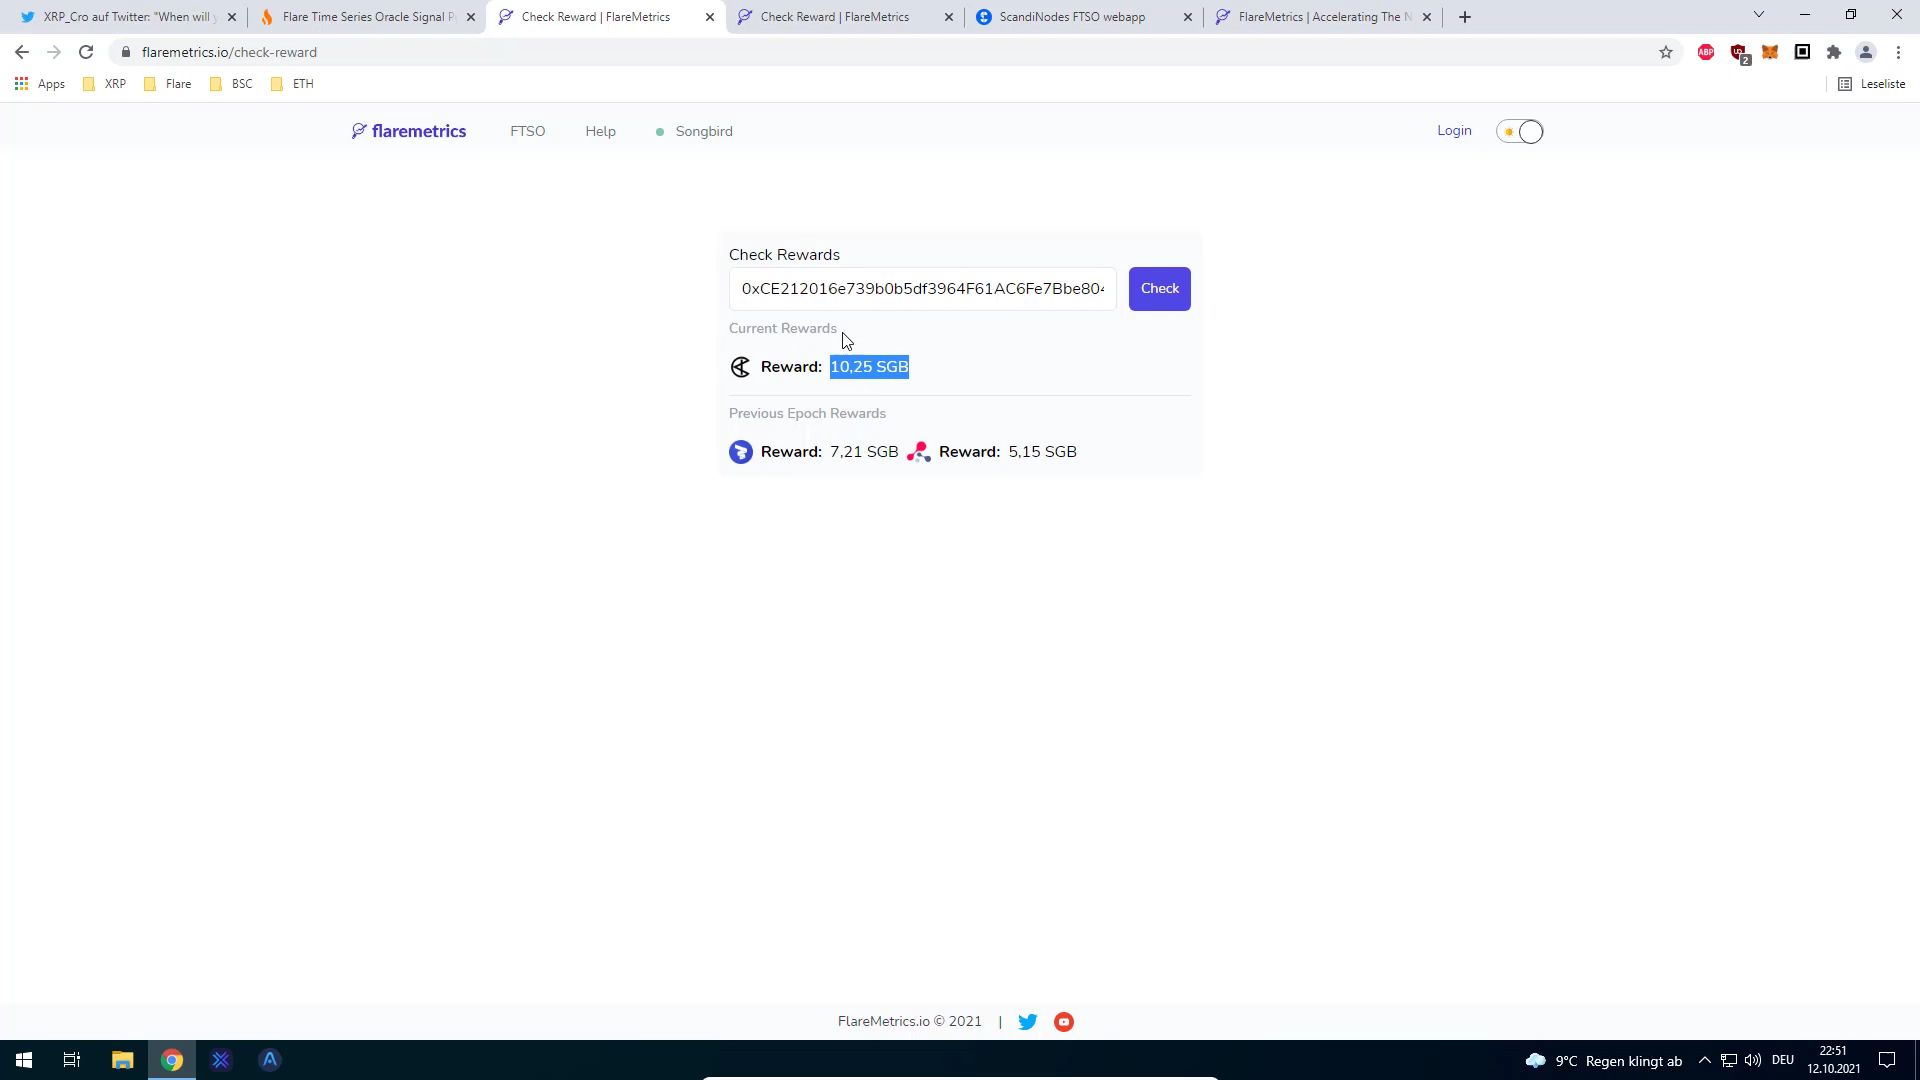 XRP_Cro auf Twitter: "When will y
Flare Time Series Oracle Signal P
Check Reward | FlareMetrics
Check Reward | FlareMetrics
ScandiNodes FTSO webapp
FlareMetrics | Accelerating The N
flaremetrics.io/check-reward
ABP
2
Apps
XRP
Flare
BSC
ETH
Leseliste
flaremetrics
FTSO
Help
Songbird
Login
Check Rewards
0xCE212016e739b0b5df3964F61AC6Fe7Bbe804
Check
Current Rewards
Reward: 10,25 SGB
Previous Epoch Rewards
Reward: 7,21 SGB Reward: 5,15 SGB
FlareMetrics.io © 2021 |
9°C Regen klingt ab
DEU
22:51
12.10.2021